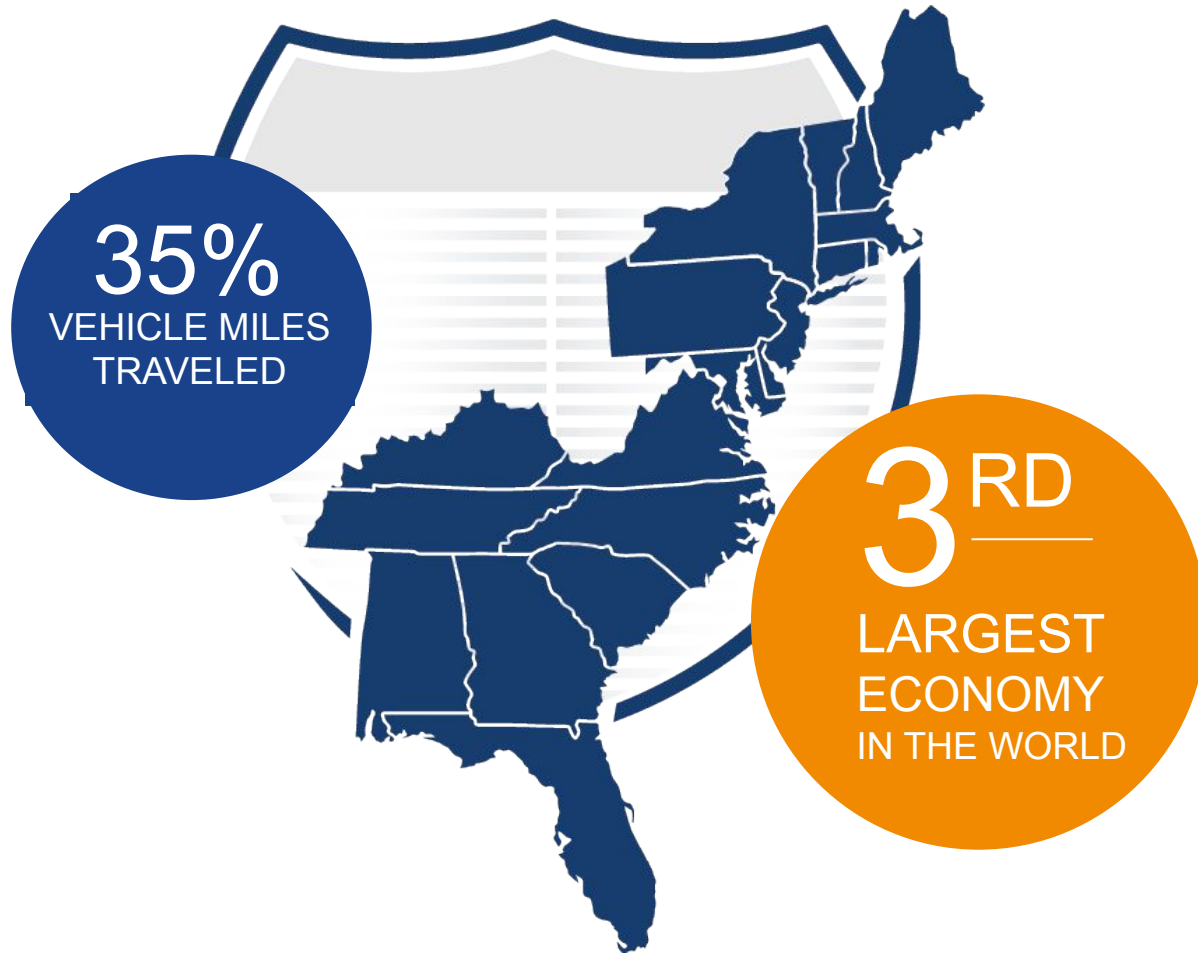 35%
VEHICLE MILES
TRAVELED
3RD
LARGEST
ECONOMY
IN THE WORLD